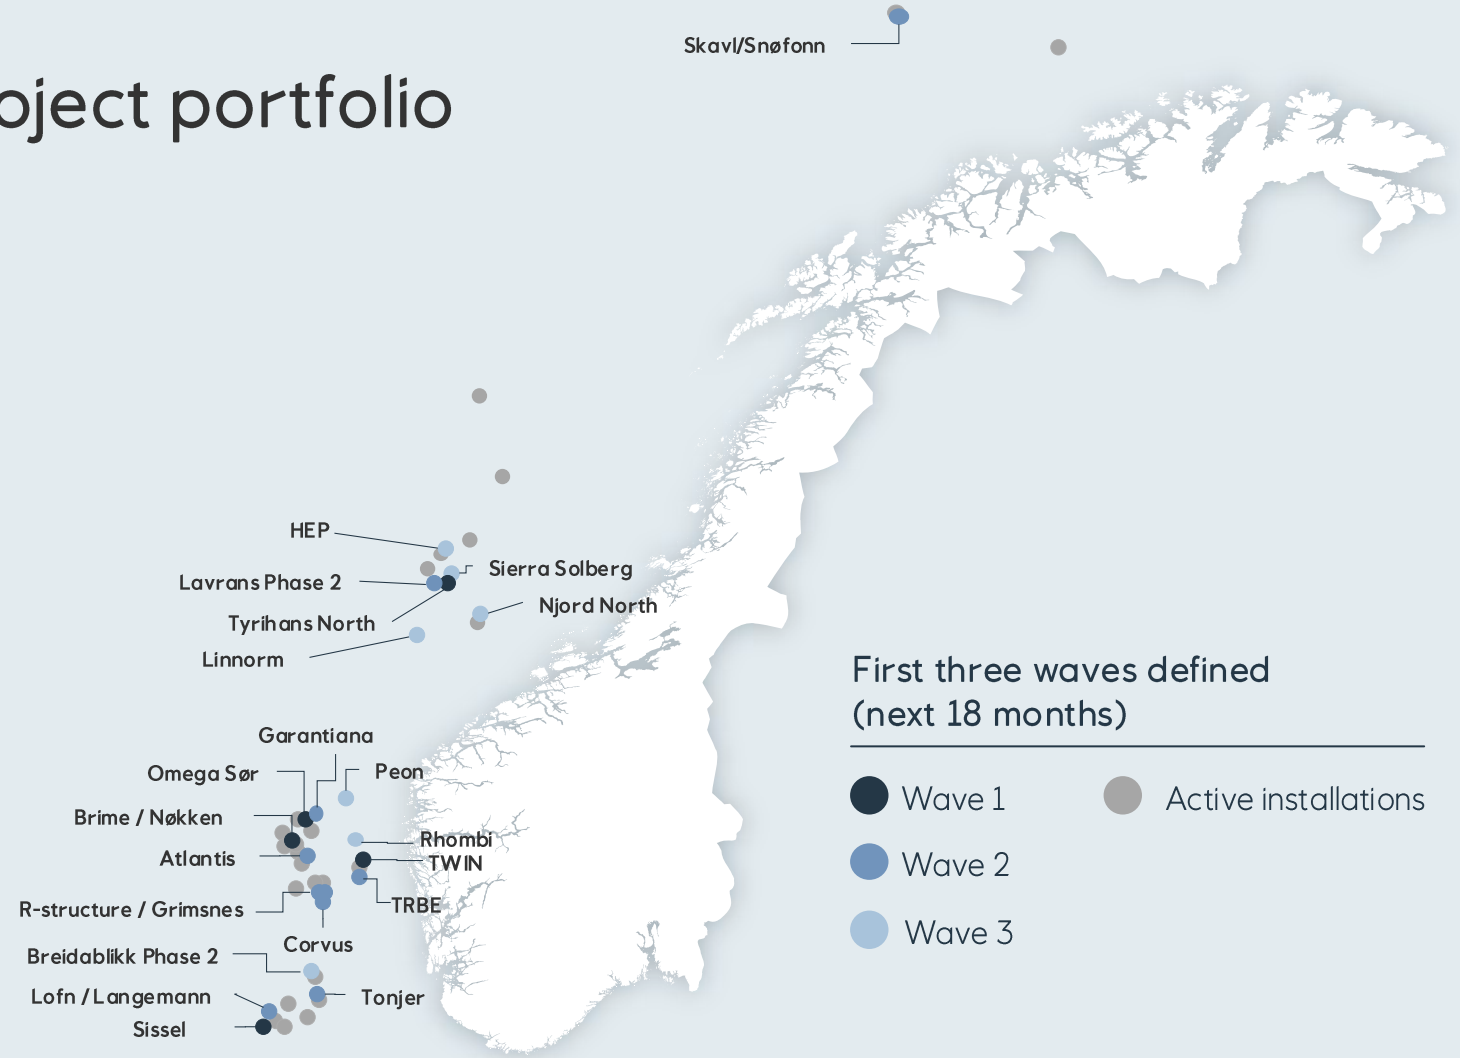 Skavl/Snøfonn
oject portfolio
HEP
Sierra Solberg
Lavrans Phase 2
Njord North
Tyrihans North
Linnorm
First three waves defined
(next 18 months)
Garantiana
Omega Sør
Peon
Wave 1
Active installations
Brime / Nøkken
Rhombi
Atlantis
TWIN
Wave 2
TRBE
R-structure / Grimsnes
Wave 3
Corvus
Breidablikk Phase 2
Lofn / Langemann
Tonjer
Sissel